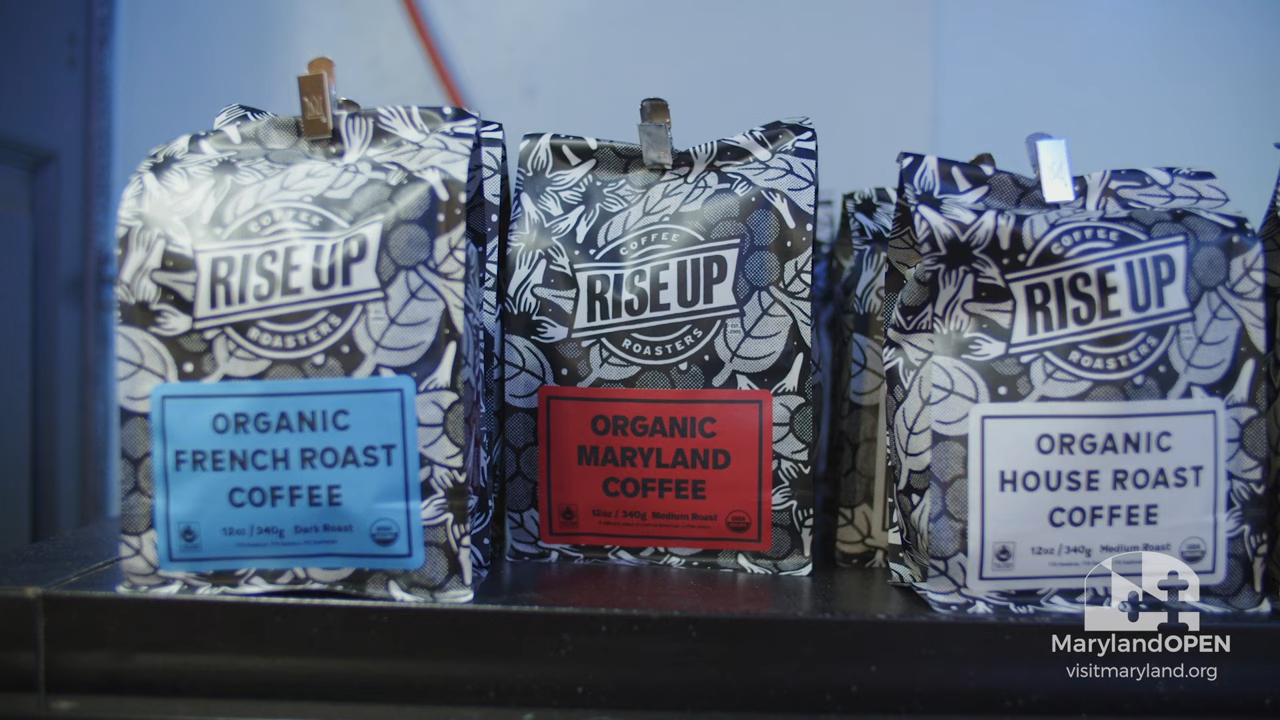 COFFEE
RISE UP
ROASTERS
ORGANIC
FRENCH ROAST
COFFEE
12oz / 340g Dark Roast
COFFEE
RISE UP
ROASTERS
ORGANIC
MARYLAND
COFFEE
12oz / 340g Medium Roast
COFFEE
RISE UP
ROASTERS
ORGANIC
HOUSE ROAST
COFFEE
12oz / 340g Medium Roast
MarylandOPEN
visitmaryland.org